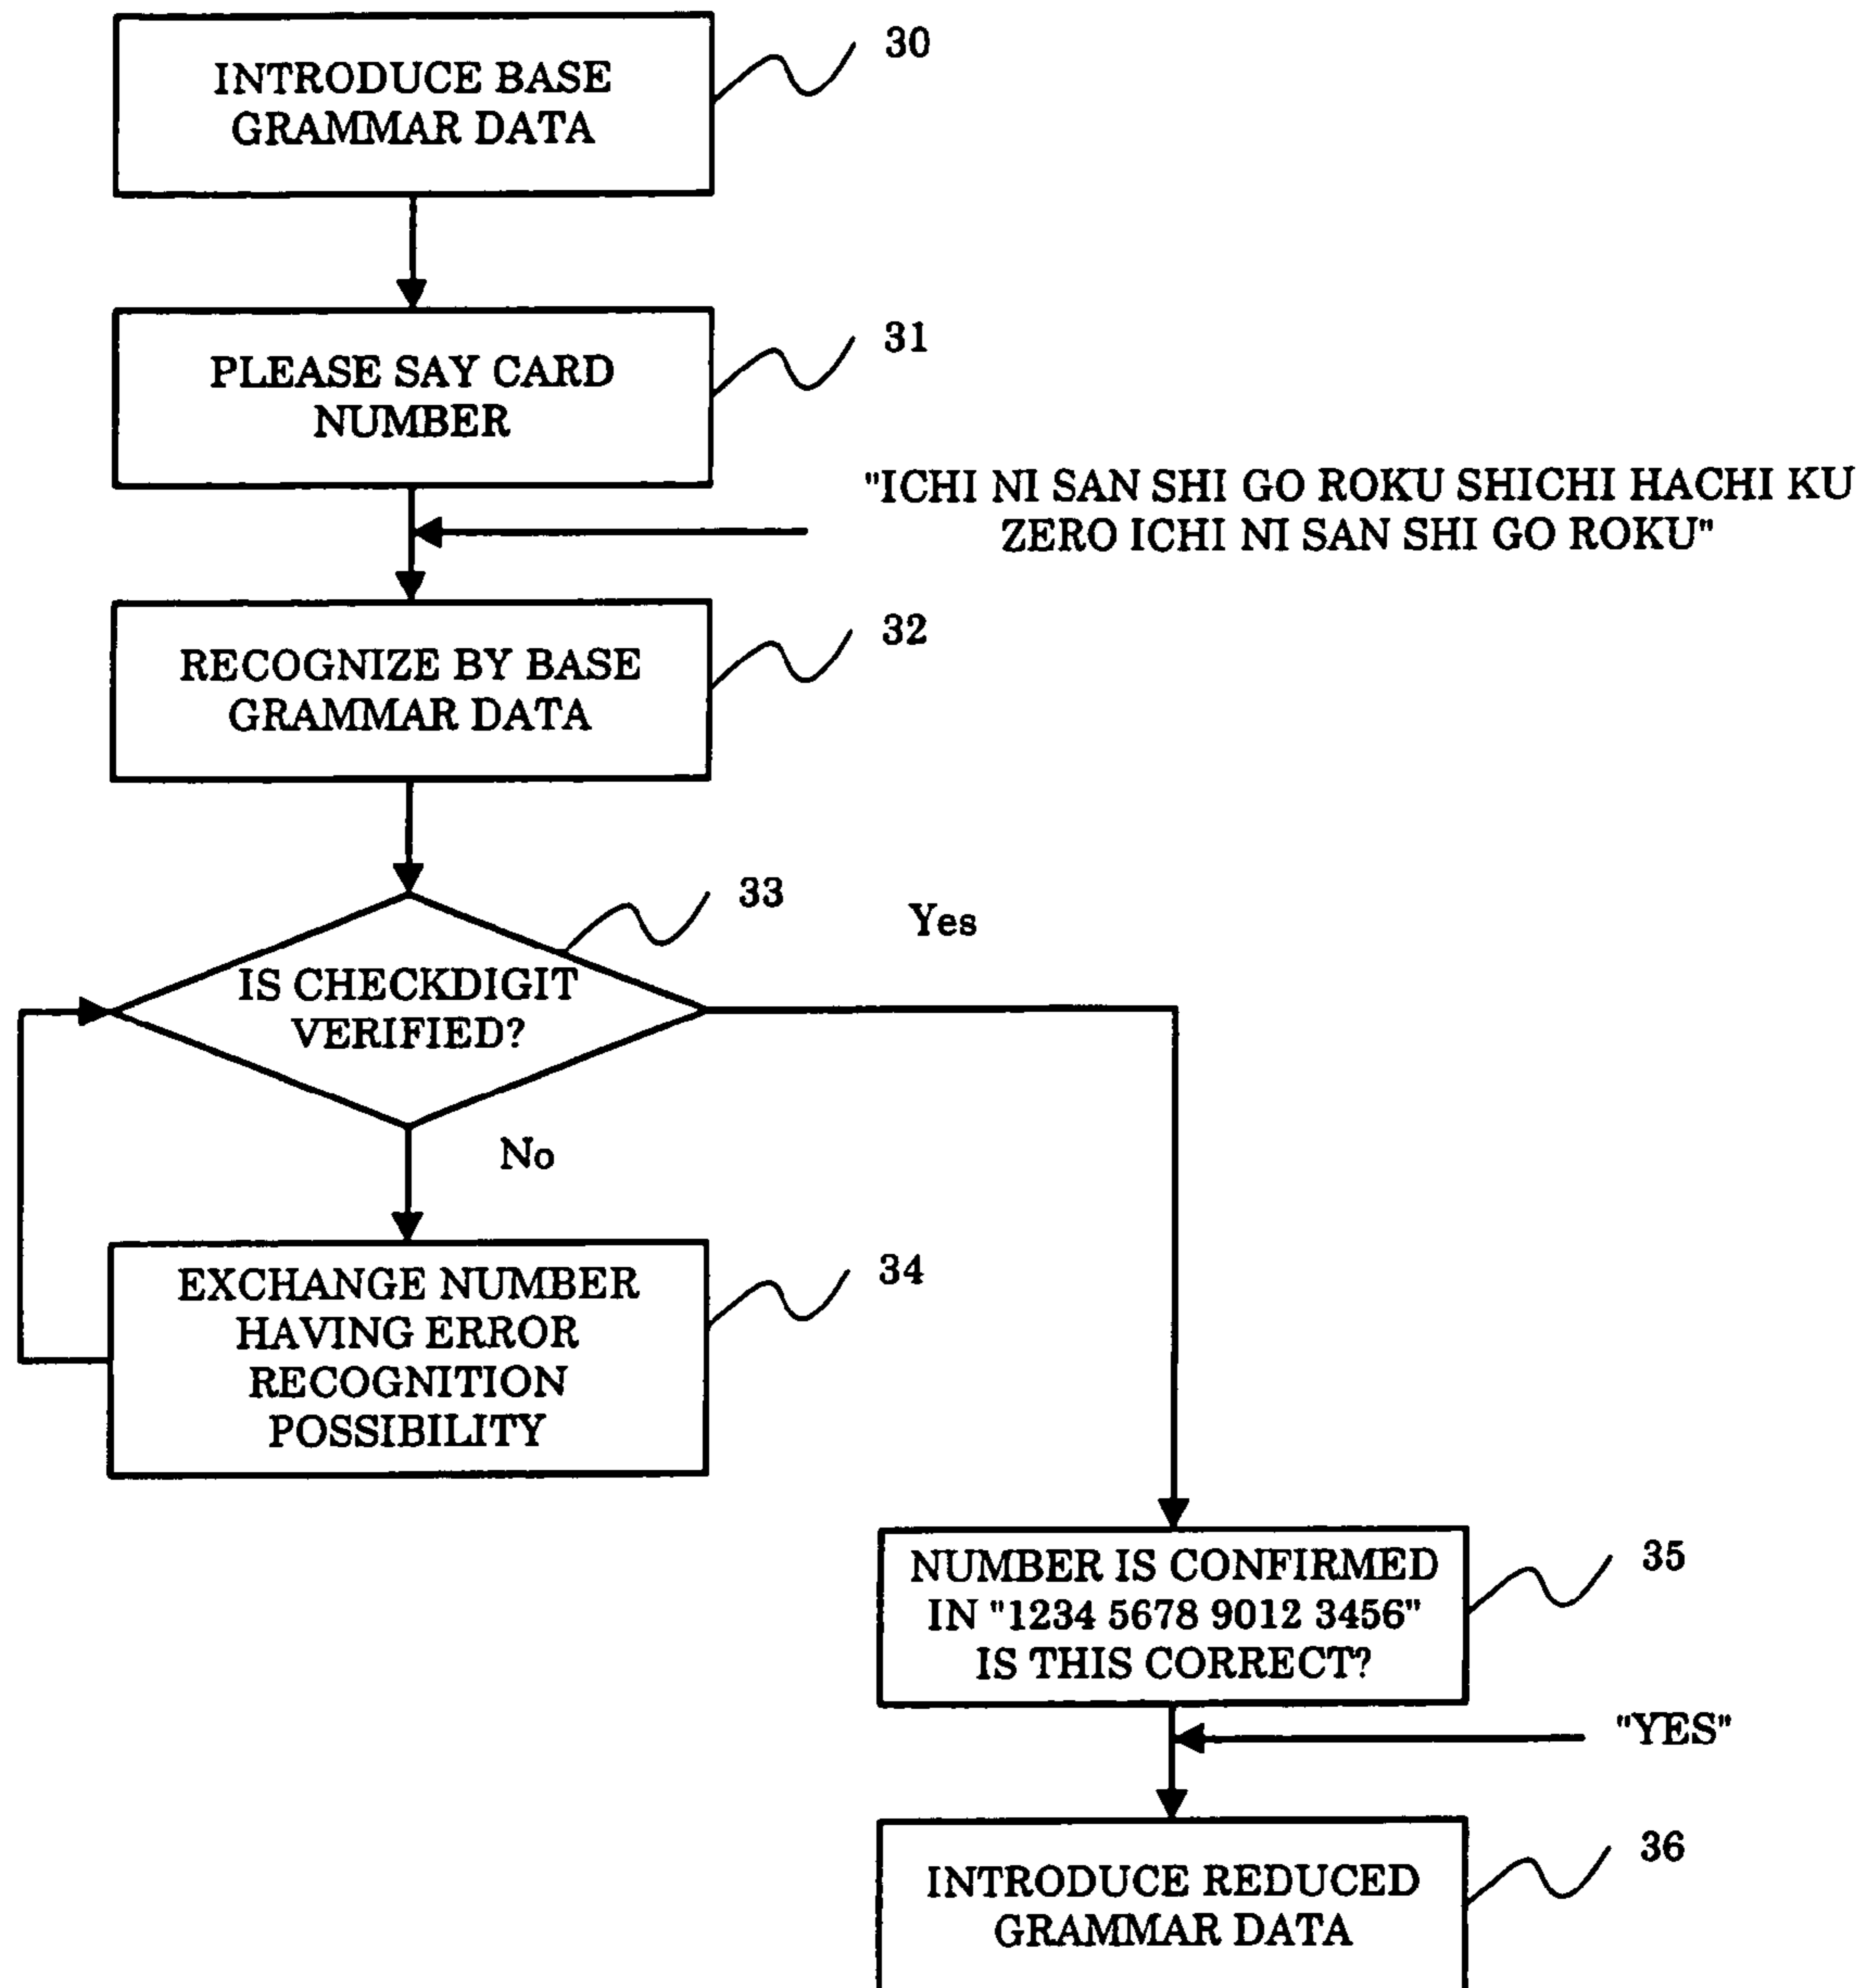 INTRODUCE BASE
GRAMMAR DATA
30
PLEASE SAY CARD
NUMBER
31
"ICHI NI SAN SHI GO ROKU SHICHI HACHI KU
ZERO ICHI NI SAN SHI GO ROKU"
RECOGNIZE BY BASE
GRAMMAR DATA
32
33
Yes
IS CHECKDIGIT
VERIFIED?
No
EXCHANGE NUMBER
HAVING ERROR
RECOGNITION
POSSIBILITY
34
NUMBER IS CONFIRMED
IN "1234 5678 9012 3456"
IS THIS CORRECT?
35
"YES"
INTRODUCE REDUCED
GRAMMAR DATA
36